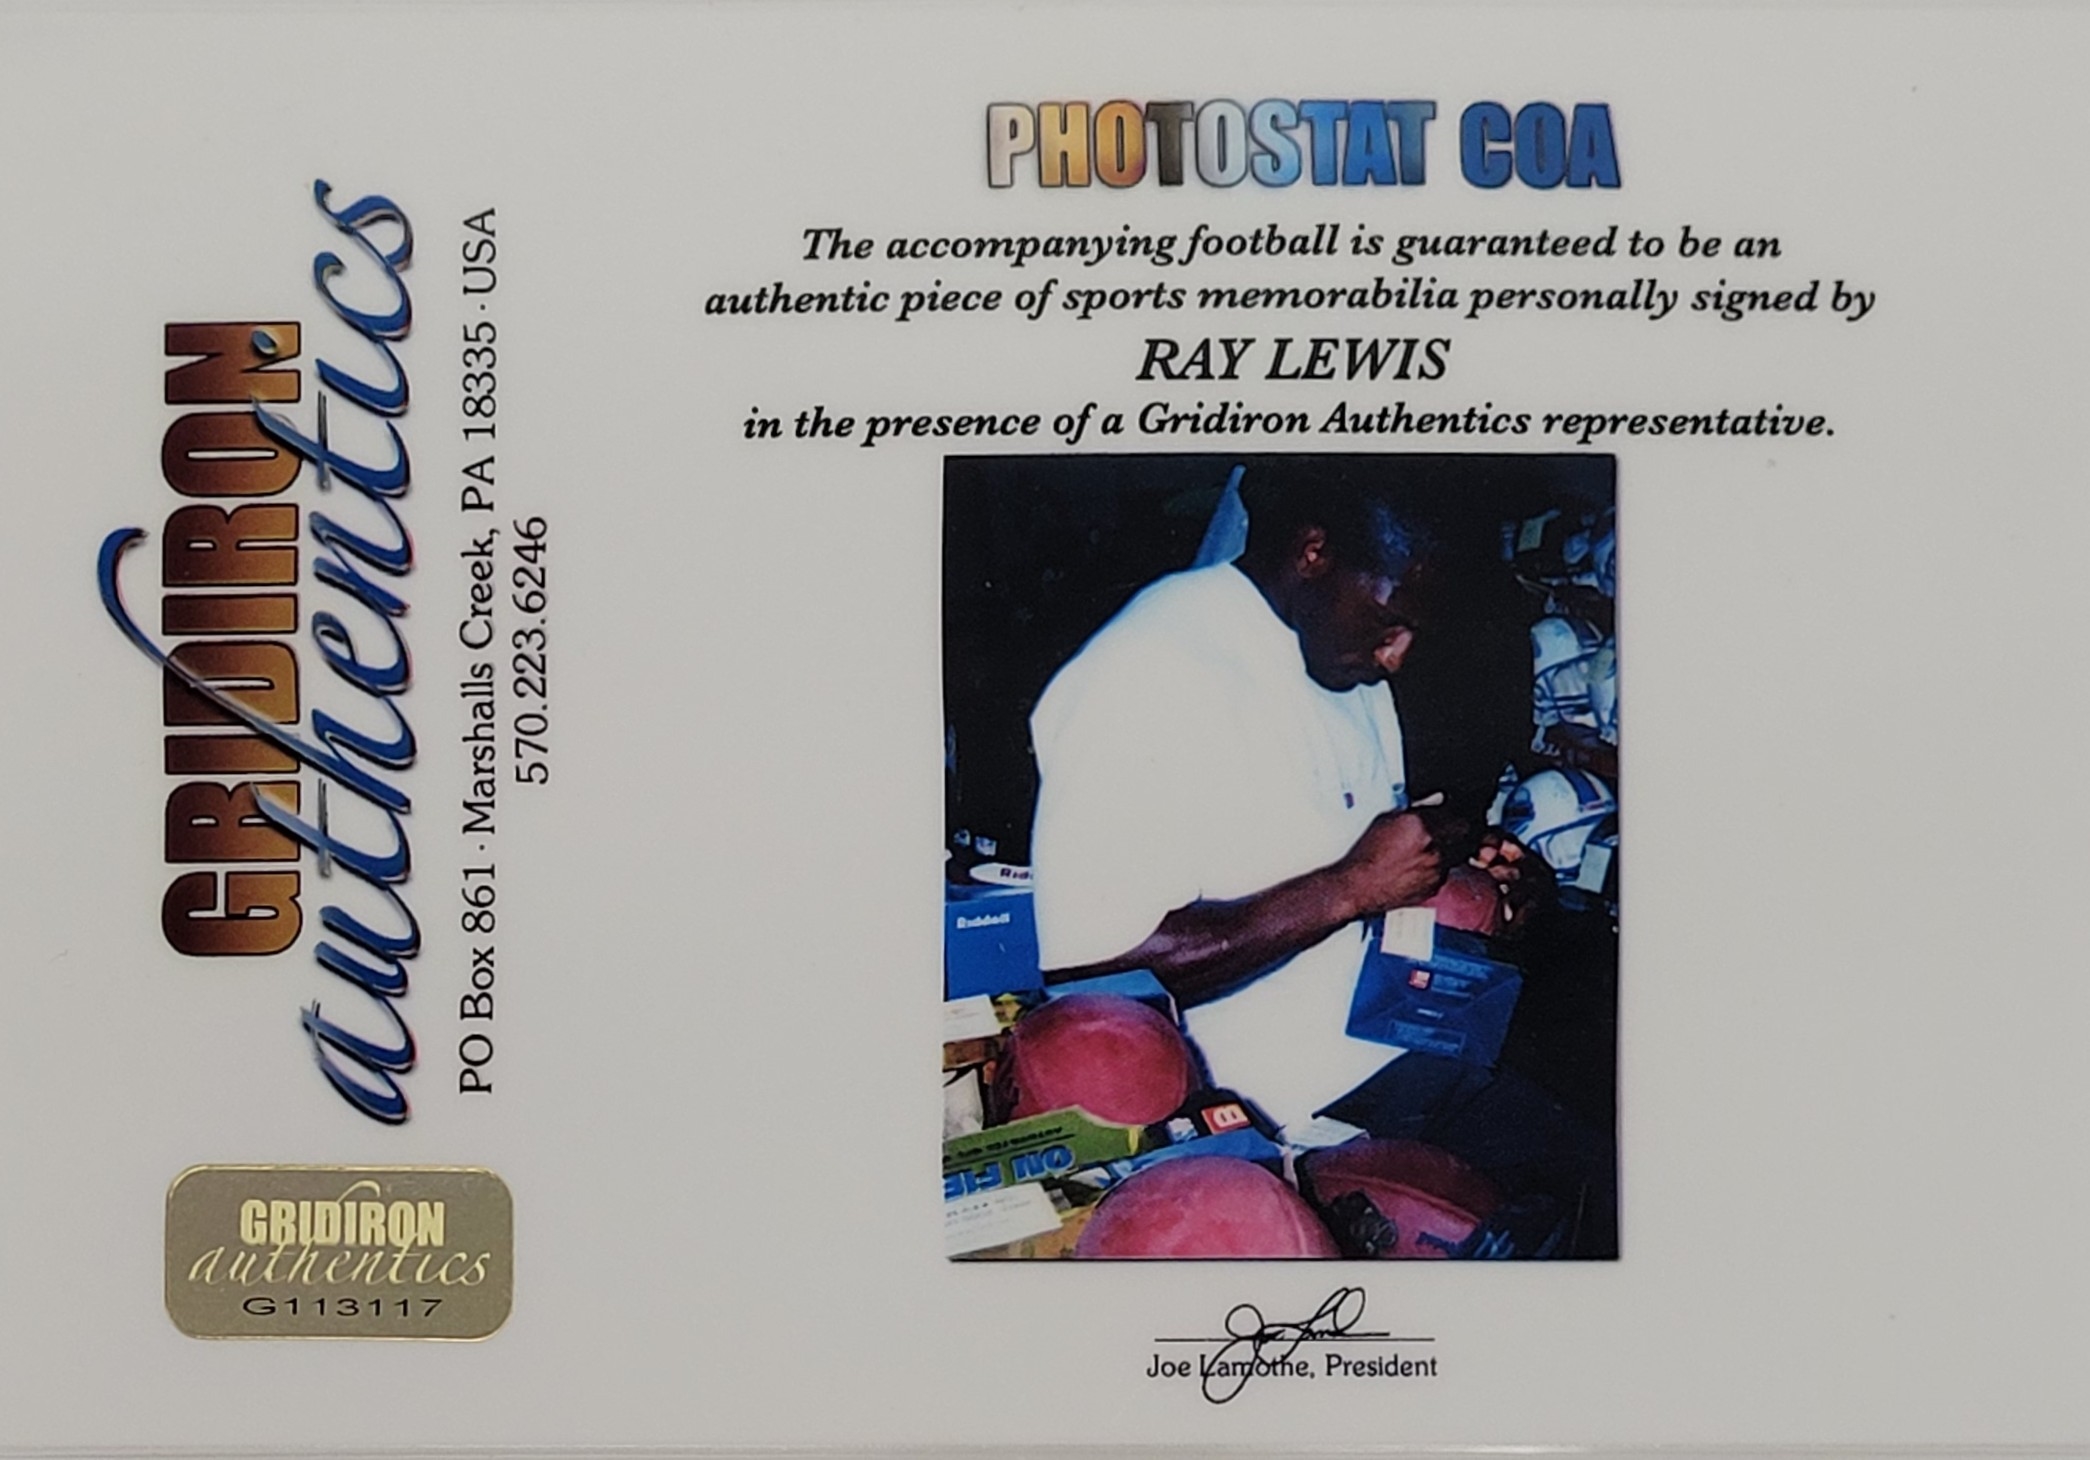 PHOTOSTAT COA
The accompanying football is guaranteed to be an
authentic piece of sports memorabilia personally signed by
RAY LEWIS
in the presence of a Gridiron Authentics representative.
GRIDIRON
authentics
PO Box 861 · Marshalls Creek, PA 18335 · USA
570.223.6246
Riddell
ON FIE
GRIDIRON
authentics
G113117
Joe Lamothe, President